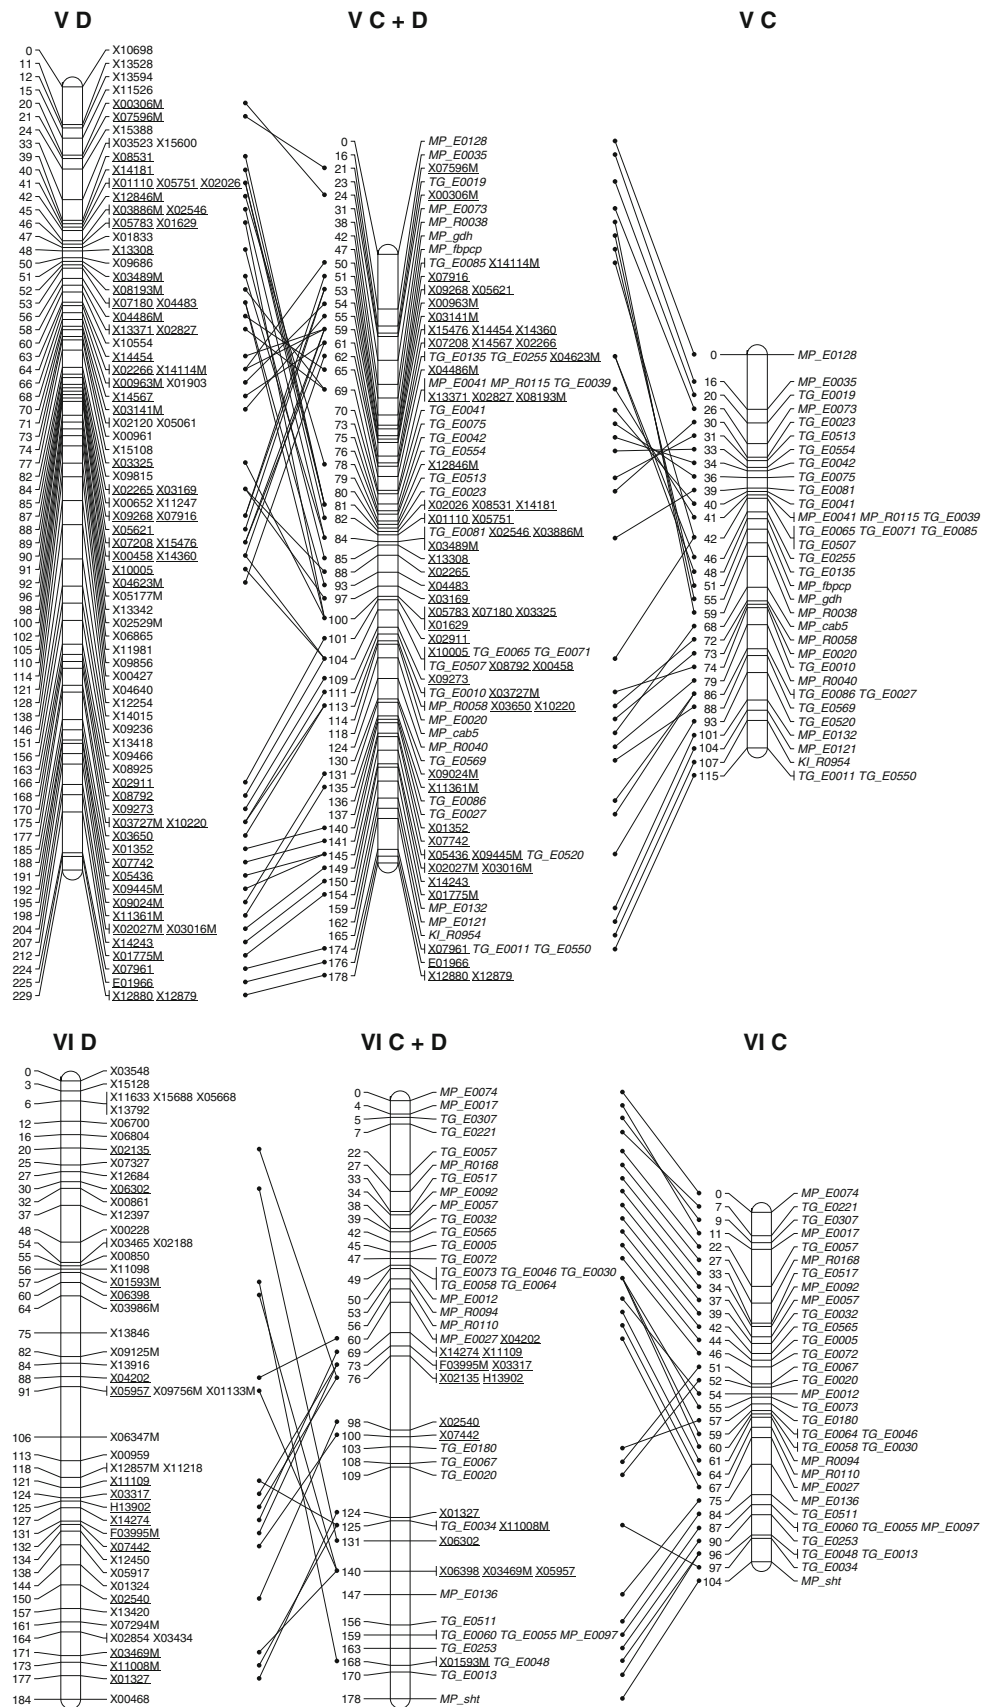 V D
0 X10698
11 X13528
12 X13594
15 X11526
20 X00306M
21 X07596M
24 X15388
33 X03523 X15600
39 X08531
40 X14181
41 X01110 X05751 X02026
42 X12846M
45 X03886M X02546
46 X05783 X01629
47 X01833
48 X13308
50 X09686
51 X03489M
52 X08193M
53 X07180 X04483
56 X04486M
58 X13371 X02827
60 X10554
63 X14454
64 X02266 X14114M
66 X00963M X01903
68 X14567
70 X03141M
71 X02120 X05061
73 X00961
74 X15108
77 X03325
82 X09815
84 X02265 X03169
85 X00652 X11247
87 X09268 X07916
88 X05621
89 X07208 X15476
90 X00458 X14360
91 X10005
92 X04623M
96 X05177M
98 X13342
100 X02529M
102 X06865
105 X11981
110 X09856
114 X00427
121 X04640
128 X12254
138 X14015
146 X09236
151 X13418
156 X09466
163 X08925
166 X02911
168 X08792
170 X09273
175 X03727M X10220
177 X03650
185 X01352
188 X07742
191 X05436
192 X09445M
195 X09024M
198 X11361M
204 X02027M X03016M
207 X14243
212 X01775M
224 X07961
225 E01966
229 X12880 X12879
V C + D
0 MP_E0128
16 MP_E0035
21 X07596M
23 TG_E0019
24 X00306M
31 MP_E0073
38 MP_R0038
42 MP_gdh
47 MP_fbpcp
50 TG_E0085 X14114M
51 X07916
53 X09268 X05621
54 X00963M
55 X03141M
59 X15476 X14454 X14360
61 X07208 X14567 X02266
62 TG_E0135 TG_E0255 X04623M
65 X04486M
69 MP_E0041 MP_R0115 TG_E0039
X13371 X02827 X08193M
70 TG_E0041
73 TG_E0075
75 TG_E0042
76 TG_E0554
78 X12846M
79 TG_E0513
80 TG_E0023
81 X02026 X08531 X14181
82 X01110 X05751
84 TG_E0081 X02546 X03886M
X03489M
85 X13308
88 X02265
93 X04483
97 X03169
100 X05783 X07180 X03325
X01629
101 X02911
104 X10005 TG_E0065 TG_E0071
TG_E0507 X08792 X00458
109 X09273
111 TG_E0010 X03727M
113 MP_R0058 X03650 X10220
114 MP_E0020
118 MP_cab5
124 MP_R0040
130 TG_E0569
131 X09024M
135 X11361M
136 TG_E0086
137 TG_E0027
140 X01352
141 X07742
145 X05436 X09445M TG_E0520
149 X02027M X03016M
150 X14243
154 X01775M
159 MP_E0132
162 MP_E0121
165 KI_R0954
174 X07961 TG_E0011 TG_E0550
176 E01966
178 X12880 X12879
V C
0 MP_E0128
16 MP_E0035
20 TG_E0019
26 MP_E0073
30 TG_E0023
31 TG_E0513
33 TG_E0554
34 TG_E0042
36 TG_E0075
39 TG_E0081
40 TG_E0041
41 MP_E0041 MP_R0115 TG_E0039
42 TG_E0065 TG_E0071 TG_E0085
TG_E0507
46 TG_E0255
48 TG_E0135
51 MP_fbpcp
55 MP_gdh
59 MP_R0038
68 MP_cab5
72 MP_R0058
73 MP_E0020
74 TG_E0010
79 MP_R0040
86 TG_E0086 TG_E0027
88 TG_E0569
93 TG_E0520
101 MP_E0132
104 MP_E0121
107 KI_R0954
115 TG_E0011 TG_E0550
VI D
0 X03548
3 X15128
6 X11633 X15688 X05668
X13792
12 X06700
16 X06804
20 X02135
25 X07327
27 X12684
30 X06302
32 X00861
37 X12397
48 X00228
54 X03465 X02188
55 X00850
56 X11098
57 X01593M
60 X06398
64 X03986M
75 X13846
82 X09125M
84 X13916
88 X04202
91 X05957 X09756M X01133M
106 X06347M
113 X00959
118 X12857M X11218
121 X11109
124 X03317
125 H13902
127 X14274
131 F03995M
132 X07442
134 X12450
138 X05917
144 X01324
150 X02540
157 X13420
161 X07294M
164 X02854 X03434
171 X03469M
173 X11008M
177 X01327
184 X00468
VI C + D
0 MP_E0074
4 MP_E0017
5 TG_E0307
7 TG_E0221
22 TG_E0057
27 MP_R0168
33 TG_E0517
34 MP_E0092
38 MP_E0057
39 TG_E0032
42 TG_E0565
45 TG_E0005
47 TG_E0072
49 TG_E0073 TG_E0046 TG_E0030
TG_E0058 TG_E0064
50 MP_E0012
53 MP_R0094
56 MP_R0110
60 MP_E0027 X04202
69 X14274 X11109
73 F03995M X03317
76 X02135 H13902
98 X02540
100 X07442
103 TG_E0180
108 TG_E0067
109 TG_E0020
124 X01327
125 TG_E0034 X11008M
131 X06302
140 X06398 X03469M X05957
147 MP_E0136
156 TG_E0511
159 TG_E0060 TG_E0055 MP_E0097
163 TG_E0253
168 X01593M TG_E0048
170 TG_E0013
178 MP_sht
VI C
0 MP_E0074
7 TG_E0221
9 TG_E0307
11 MP_E0017
22 TG_E0057
27 MP_R0168
33 TG_E0517
34 MP_E0092
37 MP_E0057
39 TG_E0032
42 TG_E0565
44 TG_E0005
46 TG_E0072
51 TG_E0067
52 TG_E0020
54 MP_E0012
55 TG_E0073
57 TG_E0180
59 TG_E0064 TG_E0046
60 TG_E0058 TG_E0030
61 MP_R0094
64 MP_R0110
67 MP_E0027
75 MP_E0136
84 TG_E0511
87 TG_E0060 TG_E0055 MP_E0097
90 TG_E0253
96 TG_E0048 TG_E0013
97 TG_E0034
104 MP_sht